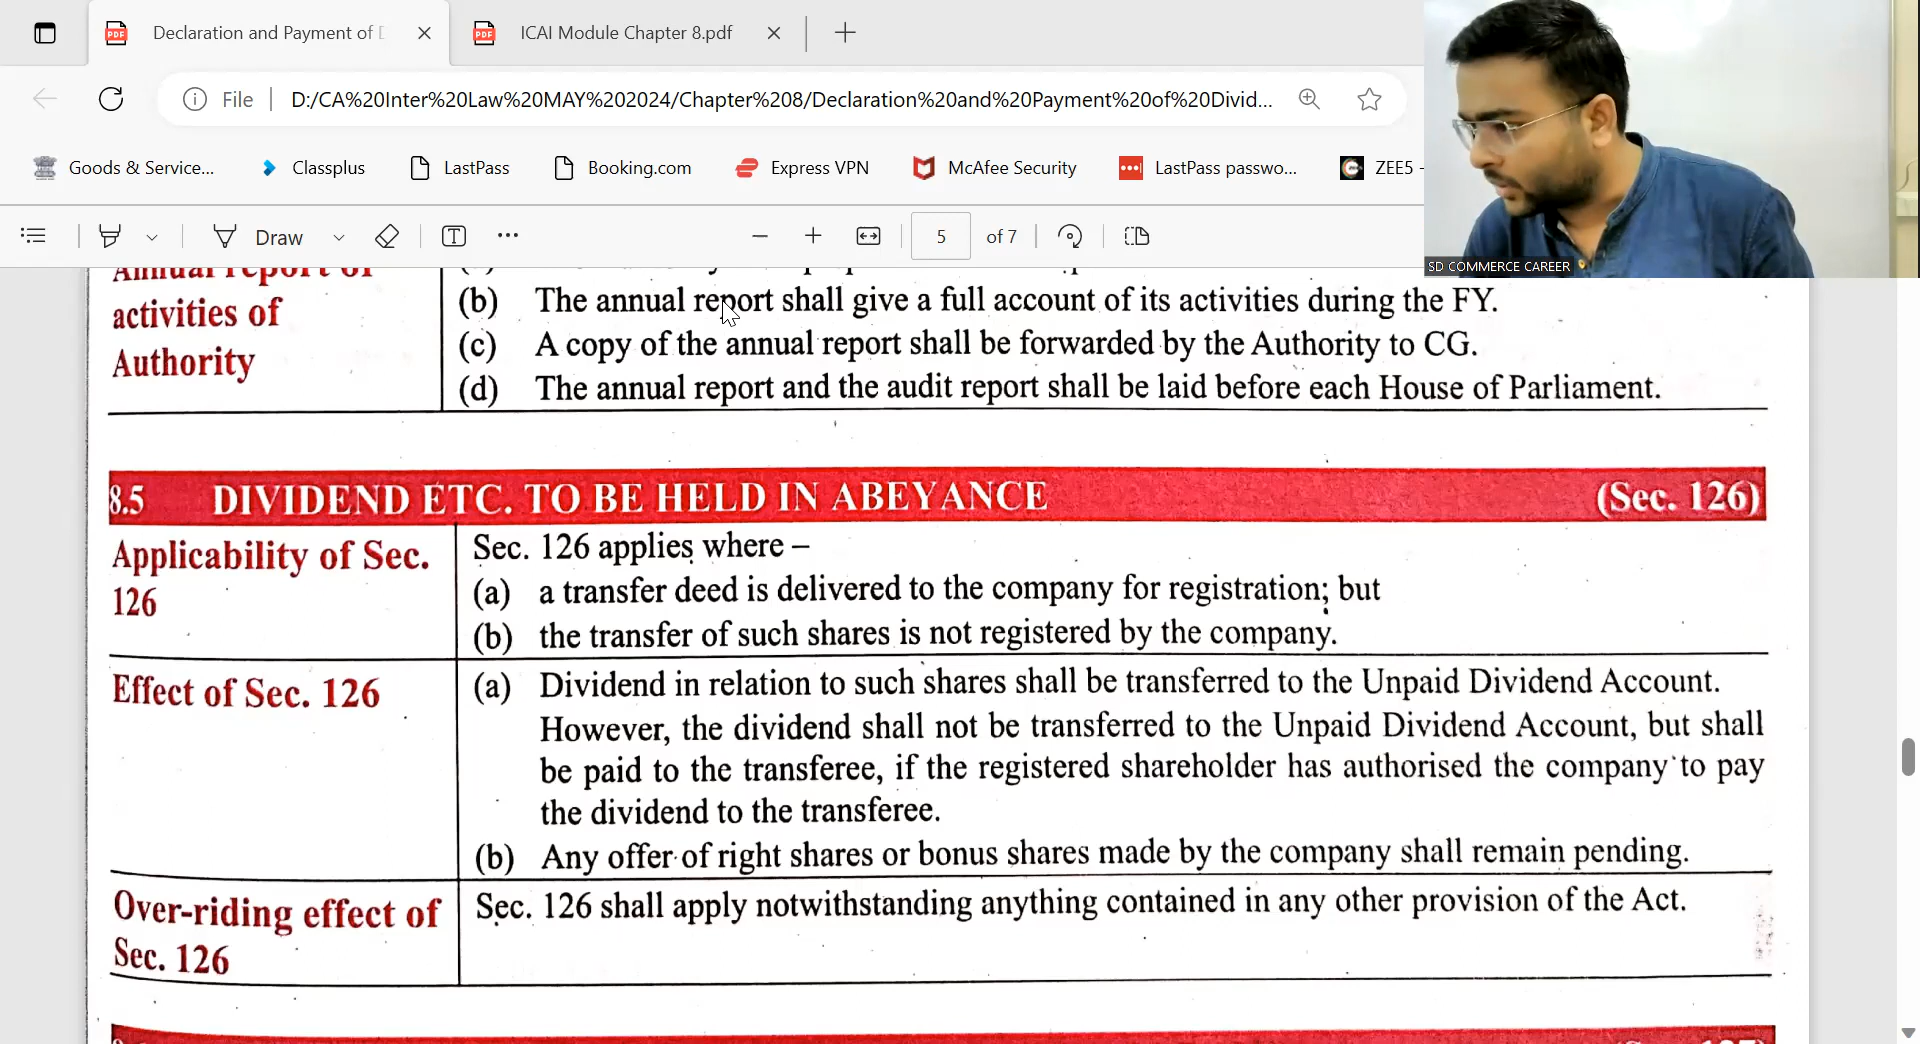 Declaration and Payment of D
ICAI Module Chapter 8.pdf
File
D:/CA%20Inter%20Law%20MAY%202024/Chapter%208/Declaration%20and%20Payment%20of%20Divid...
Goods & Service...
Classplus
LastPass
Booking.com
Express VPN
McAfee Security
LastPass passwo...
ZEE5 -
Draw
5
of 7
SD COMMERCE CAREER
Annual report of
activities of
Authority
(b) The annual report shall give a full account of its activities during the FY.
(c) A copy of the annual report shall be forwarded by the Authority to CG.
(d) The annual report and the audit report shall be laid before each House of Parliament.
8.5 DIVIDEND ETC. TO BE HELD IN ABEYANCE (Sec. 126)
Applicability of Sec.
126
Sec. 126 applies where –
(a) a transfer deed is delivered to the company for registration; but
(b) the transfer of such shares is not registered by the company.
Effect of Sec. 126
(a) Dividend in relation to such shares shall be transferred to the Unpaid Dividend Account.
However, the dividend shall not be transferred to the Unpaid Dividend Account, but shall
be paid to the transferee, if the registered shareholder has authorised the company to pay
the dividend to the transferee.
(b) Any offer of right shares or bonus shares made by the company shall remain pending.
Over-riding effect of
Sec. 126
Sec. 126 shall apply notwithstanding anything contained in any other provision of the Act.